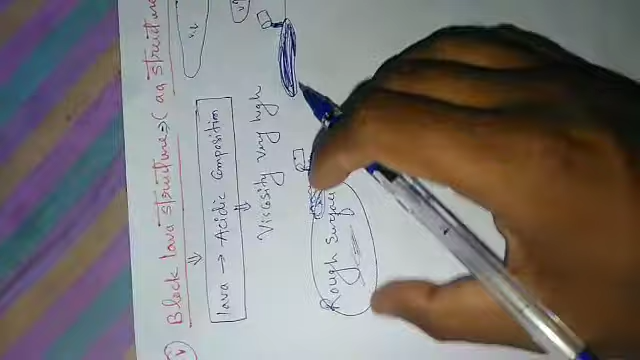 (v) Block lava structure ⇒ ( aa structure
lava → Acidic Composition
Viscosity very high
Rough Surface